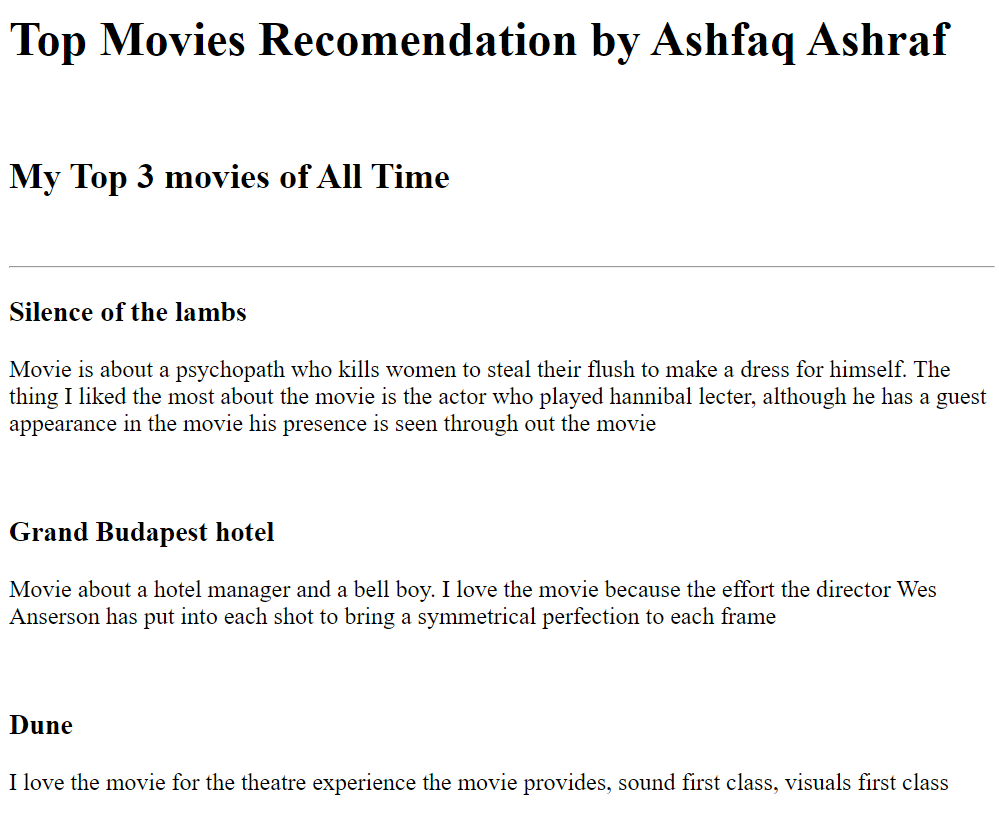 Top Movies Recomendation by Ashfaq Ashraf
My Top 3 movies of All Time
Silence of the lambs
Movie is about a psychopath who kills women to steal their flush to make a dress for himself. The
thing I liked the most about the movie is the actor who played hannibal lecter, although he has a guest
appearance in the movie his presence is seen through out the movie
Grand Budapest hotel
Movie about a hotel manager and a bell boy. I love the movie because the effort the director Wes
Anserson has put into each shot to bring a symmetrical perfection to each frame
Dune
I love the movie for the theatre experience the movie provides, sound first class, visuals first class